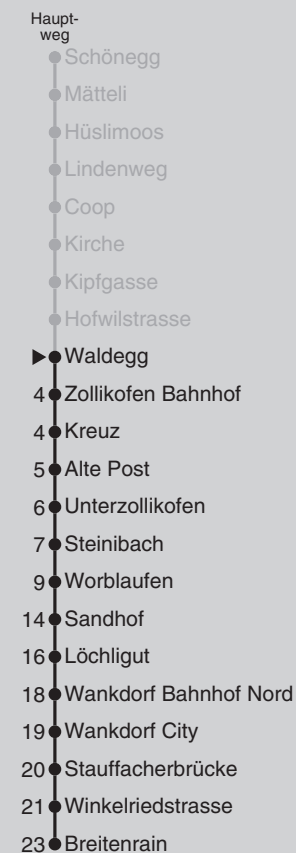 Haupt-
weg
Schönegg
Mätteli
Hüslimoos
Lindenweg
Coop
Kirche
Kipfgasse
Hofwilstrasse
Waldegg
4 Zollikofen Bahnhof
4 Kreuz
5 Alte Post
6 Unterzollikofen
7 Steinibach
9 Worblaufen
14 Sandhof
16 Löchligut
18 Wankdorf Bahnhof Nord
19 Wankdorf City
20 Stauffacherbrücke
21 Winkelriedstrasse
23 Breitenrain